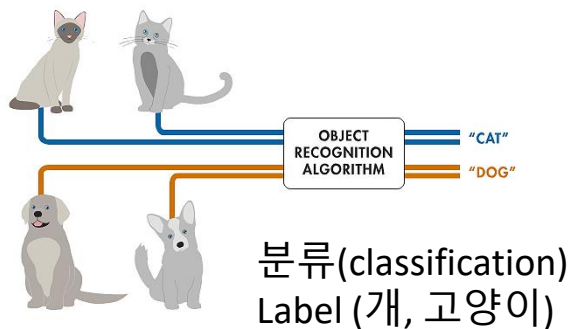 OBJECT
RECOGNITION
ALGORITHM
"CAT"
"DOG"
분류(classification)
Label (개, 고양이)